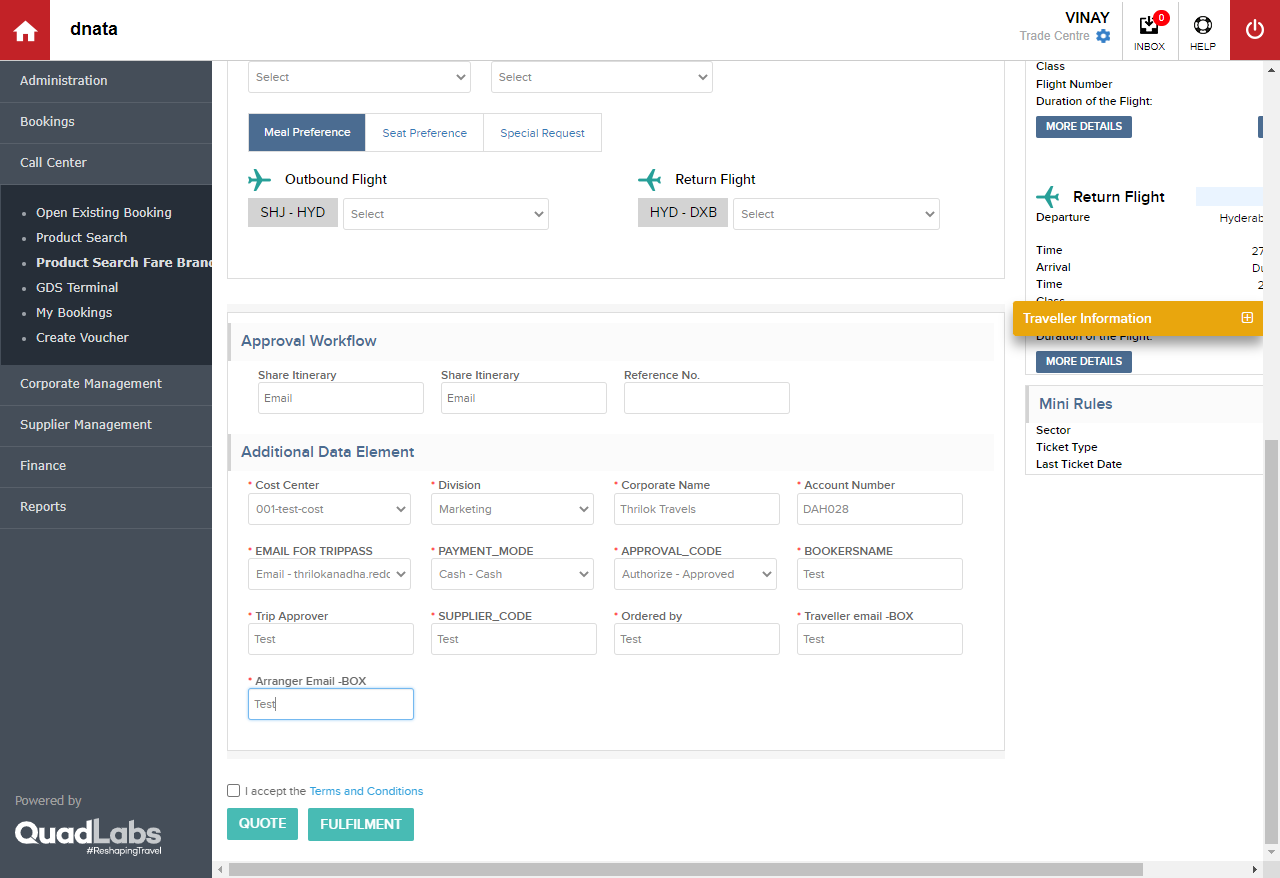 dnata
VINAY
Trade Centre
0
INBOX
HELP
Administration
Bookings
Call Center
Open Existing Booking
Product Search
Product Search Fare Bran
GDS Terminal
My Bookings
Create Voucher
Corporate Management
Supplier Management
Finance
Reports
Powered by
QuadLabs
#ReshapingTravel
Select
Select
Meal Preference
Seat Preference
Special Request
Outbound Flight
Return Flight
SHJ - HYD
Select
HYD - DXB
Select
Approval Workflow
Share Itinerary
Share Itinerary
Reference No.
Email
Email
Additional Data Element
* Cost Center
* Division
* Corporate Name
* Account Number
001-test-cost
Marketing
Thrilok Travels
DAH028
* EMAIL FOR TRIPPASS
* PAYMENT_MODE
* APPROVAL_CODE
* BOOKERSNAME
Email - thrilokanadha.redd
Cash - Cash
Authorize - Approved
Test
* Trip Approver
* SUPPLIER_CODE
* Ordered by
* Traveller email -BOX
Test
Test
Test
Test
* Arranger Email -BOX
Test
I accept the Terms and Conditions
QUOTE
FULFILMENT
Class
Flight Number
Duration of the Flight:
MORE DETAILS
Return Flight
Departure
Hyderab
Time
27
Arrival
Du
Time
2
Class
Traveller Information
Duration of the Flight:
MORE DETAILS
Mini Rules
Sector
Ticket Type
Last Ticket Date